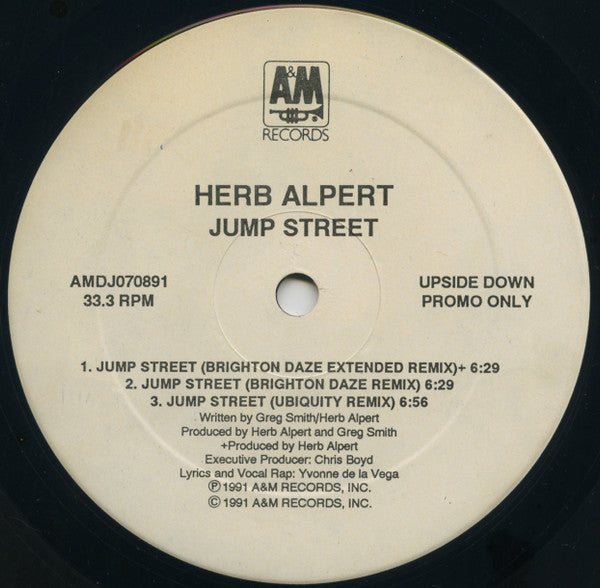 A&M
RECORDS
HERB ALPERT
JUMP STREET
AMDJ070891
33.3 RPM
UPSIDE DOWN
PROMO ONLY
1. JUMP STREET (BRIGHTON DAZE EXTENDED REMIX)+ 6:29
2. JUMP STREET (BRIGHTON DAZE REMIX) 6:29
3. JUMP STREET (UBIQUITY REMIX) 6:56
Written by Greg Smith/Herb Alpert
Produced by Herb Alpert and Greg Smith
+Produced by Herb Alpert
Executive Producer: Chris Boyd
Lyrics and Vocal Rap: Yvonne de la Vega
℗1991 A&M RECORDS, INC.
©1991 A&M RECORDS, INC.